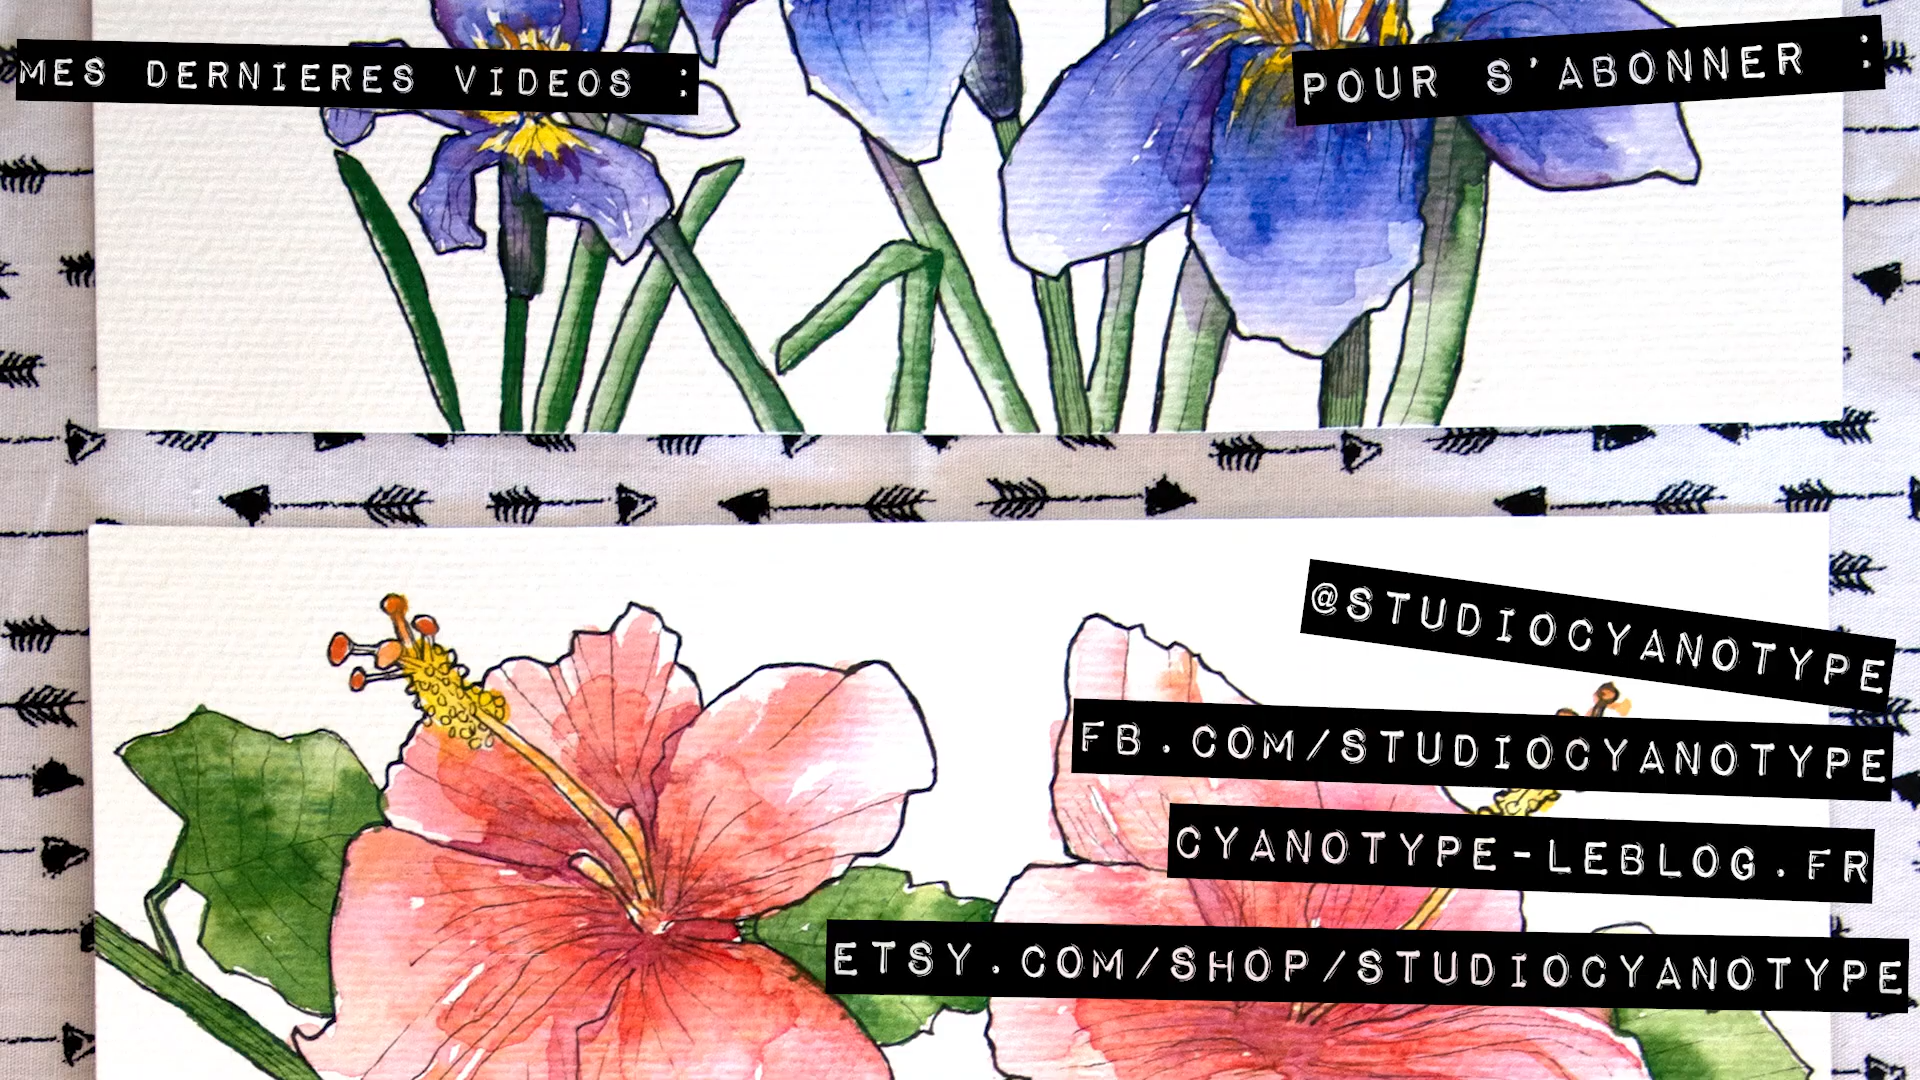 MES DERNIERES VIDEOS :
POUR S'ABONNER :
@STUDIOCYANOTYPE
FB.COM/STUDIOCYANOTYPE
CYANOTYPE-LEBLOG.FR
ETSY.COM/SHOP/STUDIOCYANOTYPE